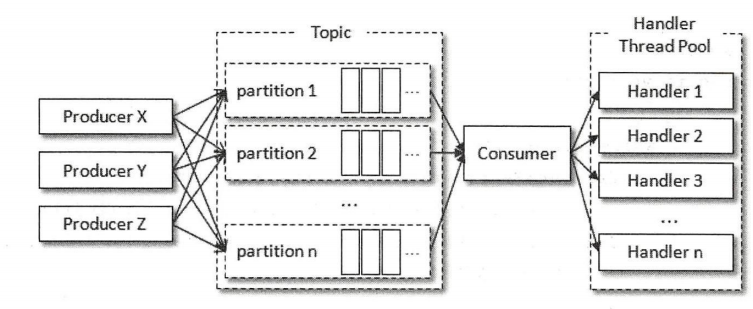 Topic
partition 1
...
partition 2
...
...
partition n
...
Producer X
Producer Y
Producer Z
Consumer
Handler
Thread Pool
Handler 1
Handler 2
Handler 3
...
Handler n